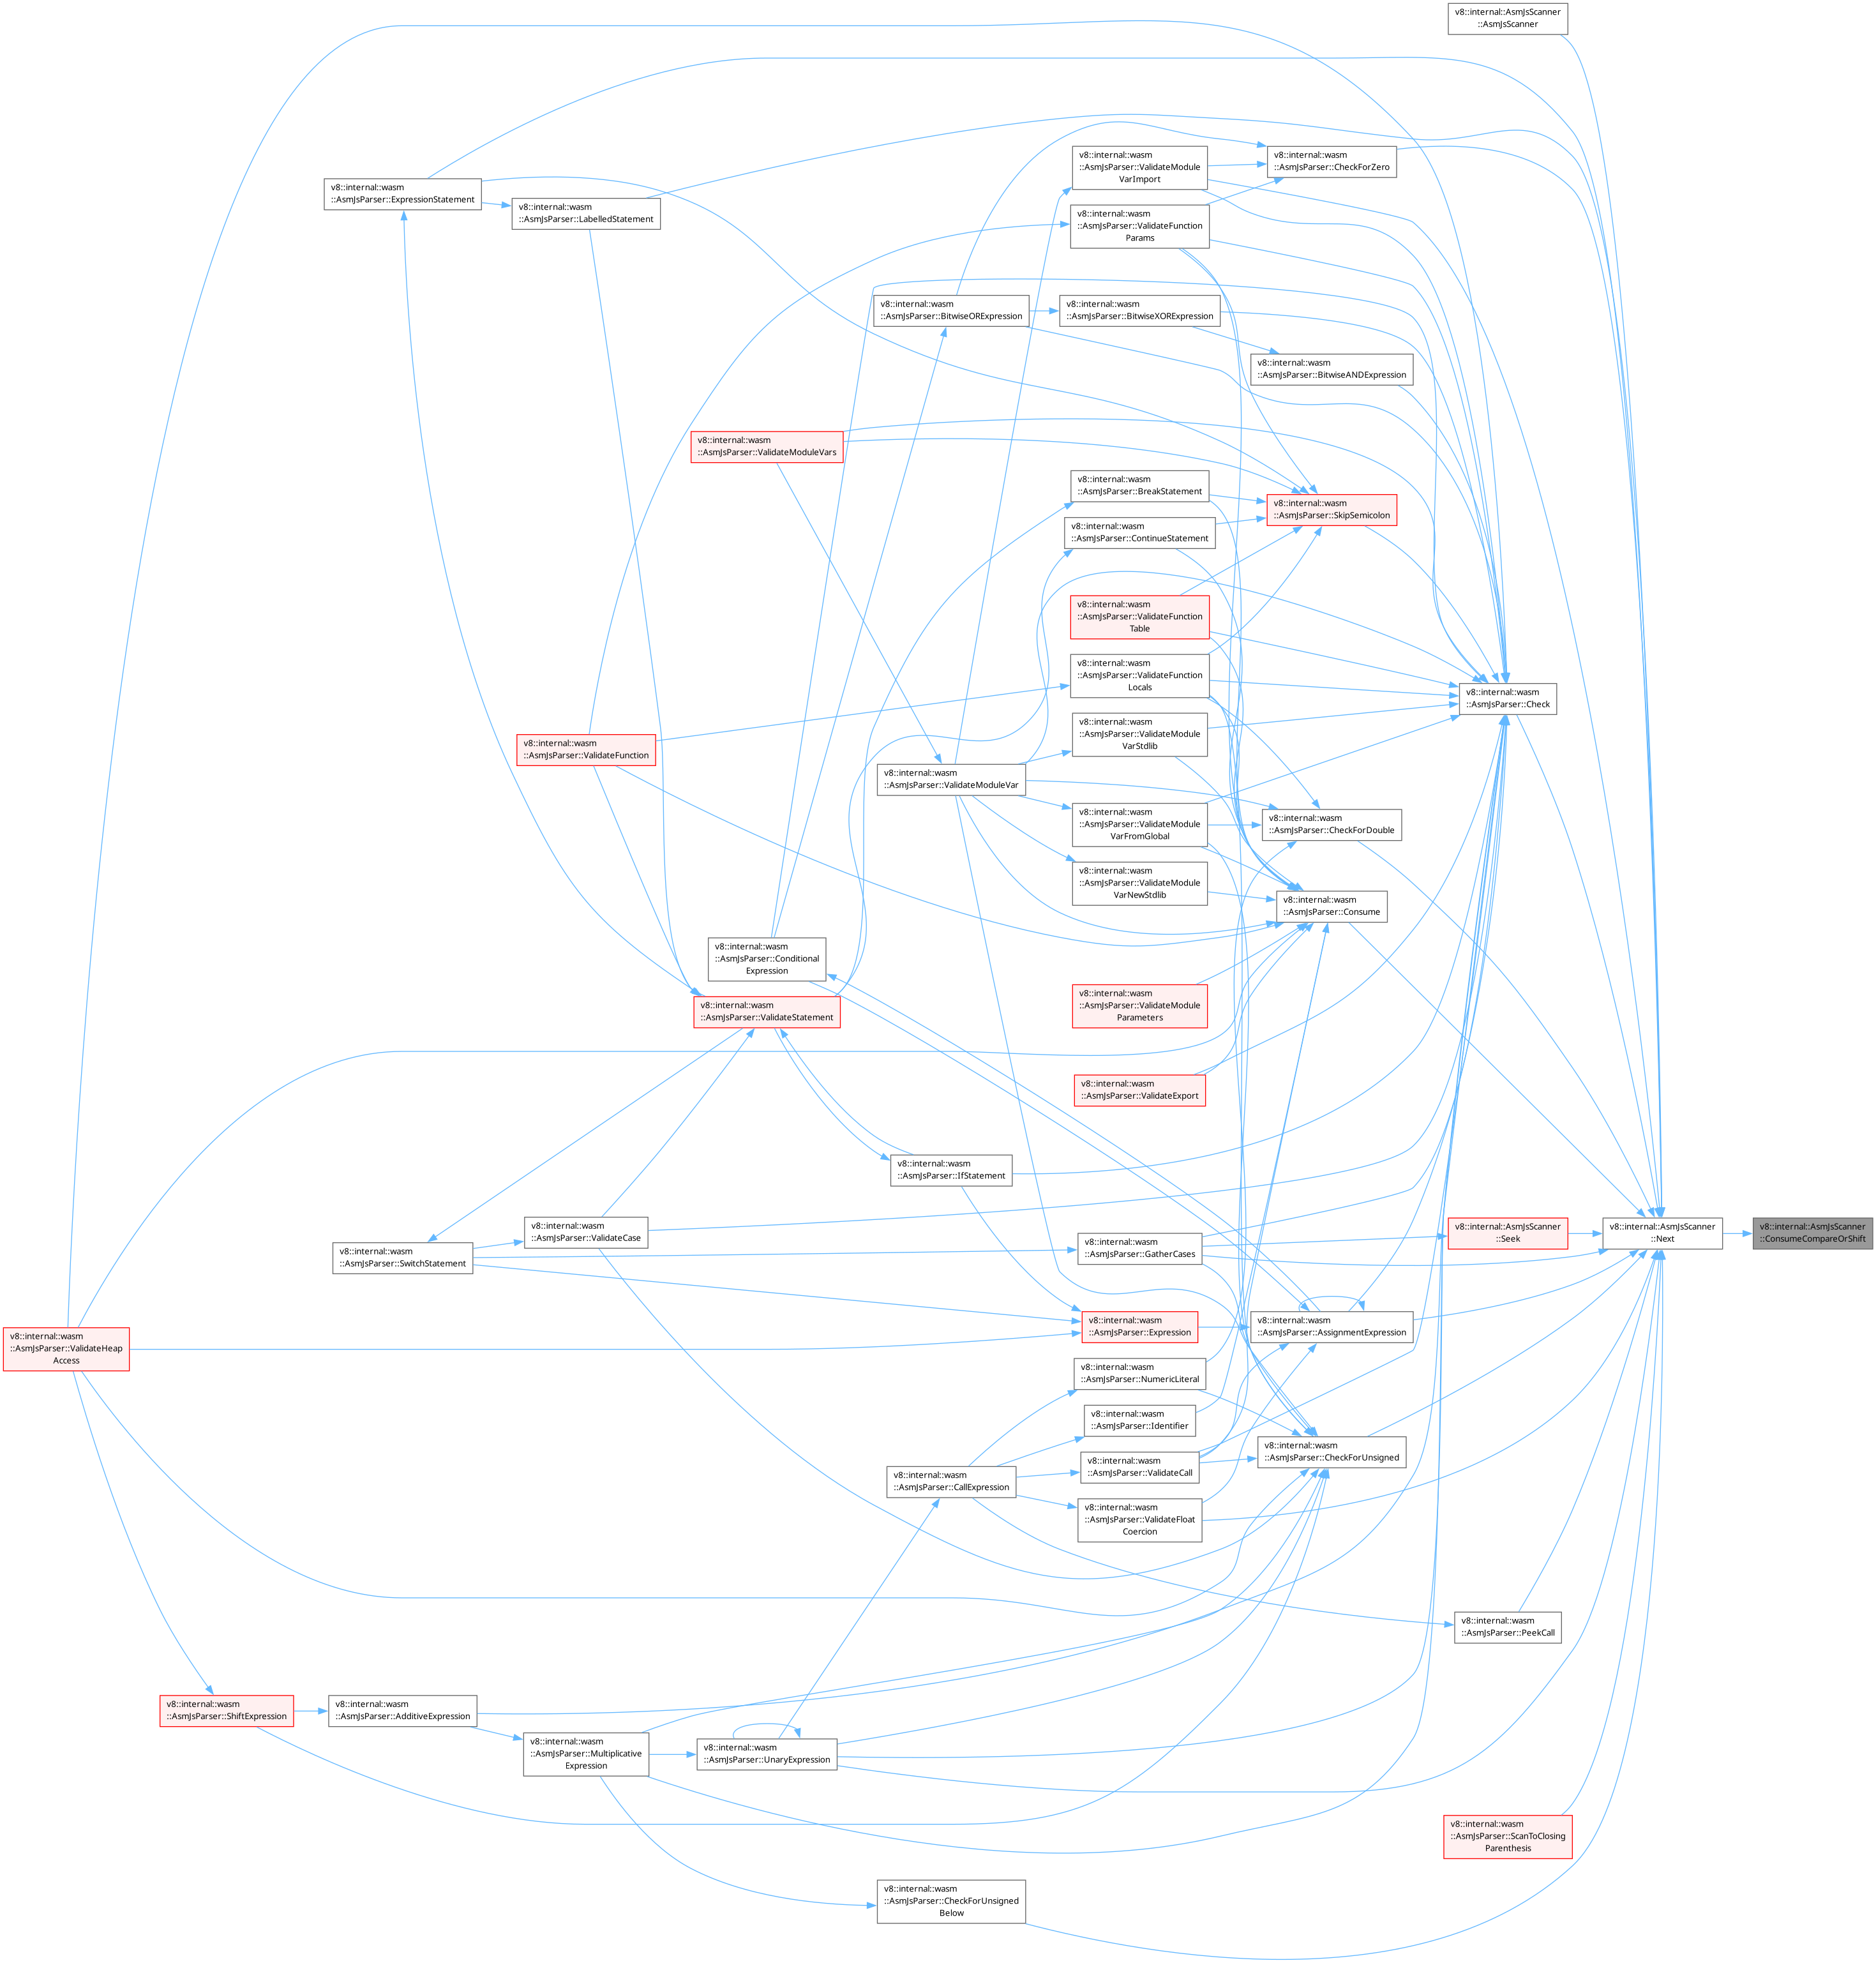 v8::internal::AsmJsScanner
::AsmJsScanner
v8::internal::wasm
::AsmJsParser::CheckForZero
v8::internal::wasm
::AsmJsParser::ValidateModule
VarImport
v8::internal::wasm
::AsmJsParser::ExpressionStatement
v8::internal::wasm
::AsmJsParser::LabelledStatement
v8::internal::wasm
::AsmJsParser::ValidateFunction
Params
v8::internal::wasm
::AsmJsParser::BitwiseORExpression
v8::internal::wasm
::AsmJsParser::BitwiseXORExpression
v8::internal::wasm
::AsmJsParser::BitwiseANDExpression
v8::internal::wasm
::AsmJsParser::ValidateModuleVars
v8::internal::wasm
::AsmJsParser::BreakStatement
v8::internal::wasm
::AsmJsParser::SkipSemicolon
v8::internal::wasm
::AsmJsParser::ContinueStatement
v8::internal::wasm
::AsmJsParser::ValidateFunction
Table
v8::internal::wasm
::AsmJsParser::ValidateFunction
Locals
v8::internal::wasm
::AsmJsParser::Check
v8::internal::wasm
::AsmJsParser::ValidateModule
VarStdlib
v8::internal::wasm
::AsmJsParser::ValidateFunction
v8::internal::wasm
::AsmJsParser::ValidateModuleVar
v8::internal::wasm
::AsmJsParser::ValidateModule
VarFromGlobal
v8::internal::wasm
::AsmJsParser::CheckForDouble
v8::internal::wasm
::AsmJsParser::ValidateModule
VarNewStdlib
v8::internal::wasm
::AsmJsParser::Consume
v8::internal::wasm
::AsmJsParser::Conditional
Expression
v8::internal::wasm
::AsmJsParser::ValidateStatement
v8::internal::wasm
::AsmJsParser::ValidateModule
Parameters
v8::internal::wasm
::AsmJsParser::ValidateExport
v8::internal::wasm
::AsmJsParser::IfStatement
v8::internal::wasm
::AsmJsParser::ValidateCase
v8::internal::wasm
::AsmJsParser::SwitchStatement
v8::internal::wasm
::AsmJsParser::GatherCases
v8::internal::AsmJsScanner
::Seek
v8::internal::AsmJsScanner
::Next
v8::internal::AsmJsScanner
::ConsumeCompareOrShift
v8::internal::wasm
::AsmJsParser::ValidateHeap
Access
v8::internal::wasm
::AsmJsParser::Expression
v8::internal::wasm
::AsmJsParser::AssignmentExpression
v8::internal::wasm
::AsmJsParser::NumericLiteral
v8::internal::wasm
::AsmJsParser::Identifier
v8::internal::wasm
::AsmJsParser::CheckForUnsigned
v8::internal::wasm
::AsmJsParser::ValidateCall
v8::internal::wasm
::AsmJsParser::CallExpression
v8::internal::wasm
::AsmJsParser::ValidateFloat
Coercion
v8::internal::wasm
::AsmJsParser::PeekCall
v8::internal::wasm
::AsmJsParser::ShiftExpression
v8::internal::wasm
::AsmJsParser::AdditiveExpression
v8::internal::wasm
::AsmJsParser::Multiplicative
Expression
v8::internal::wasm
::AsmJsParser::UnaryExpression
v8::internal::wasm
::AsmJsParser::ScanToClosing
Parenthesis
v8::internal::wasm
::AsmJsParser::CheckForUnsigned
Below